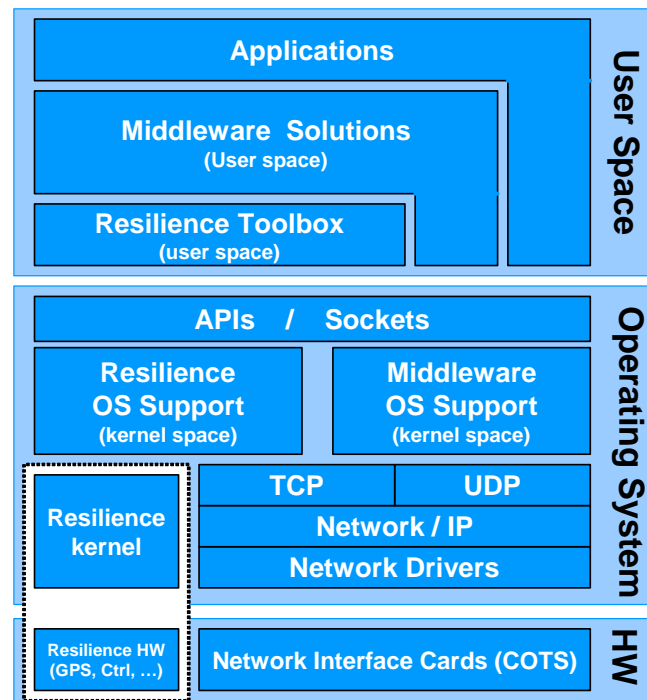 Applications
Middleware Solutions
(User space)
Resilience Toolbox
(user space)
User Space
APIs / Sockets
Resilience
OS Support
(kernel space)
Middleware
OS Support
(kernel space)
Resilience
kernel
TCP
UDP
Network / IP
Network Drivers
Operating System
Resilience HW
(GPS, Ctrl, ...)
Network Interface Cards (COTS)
HW